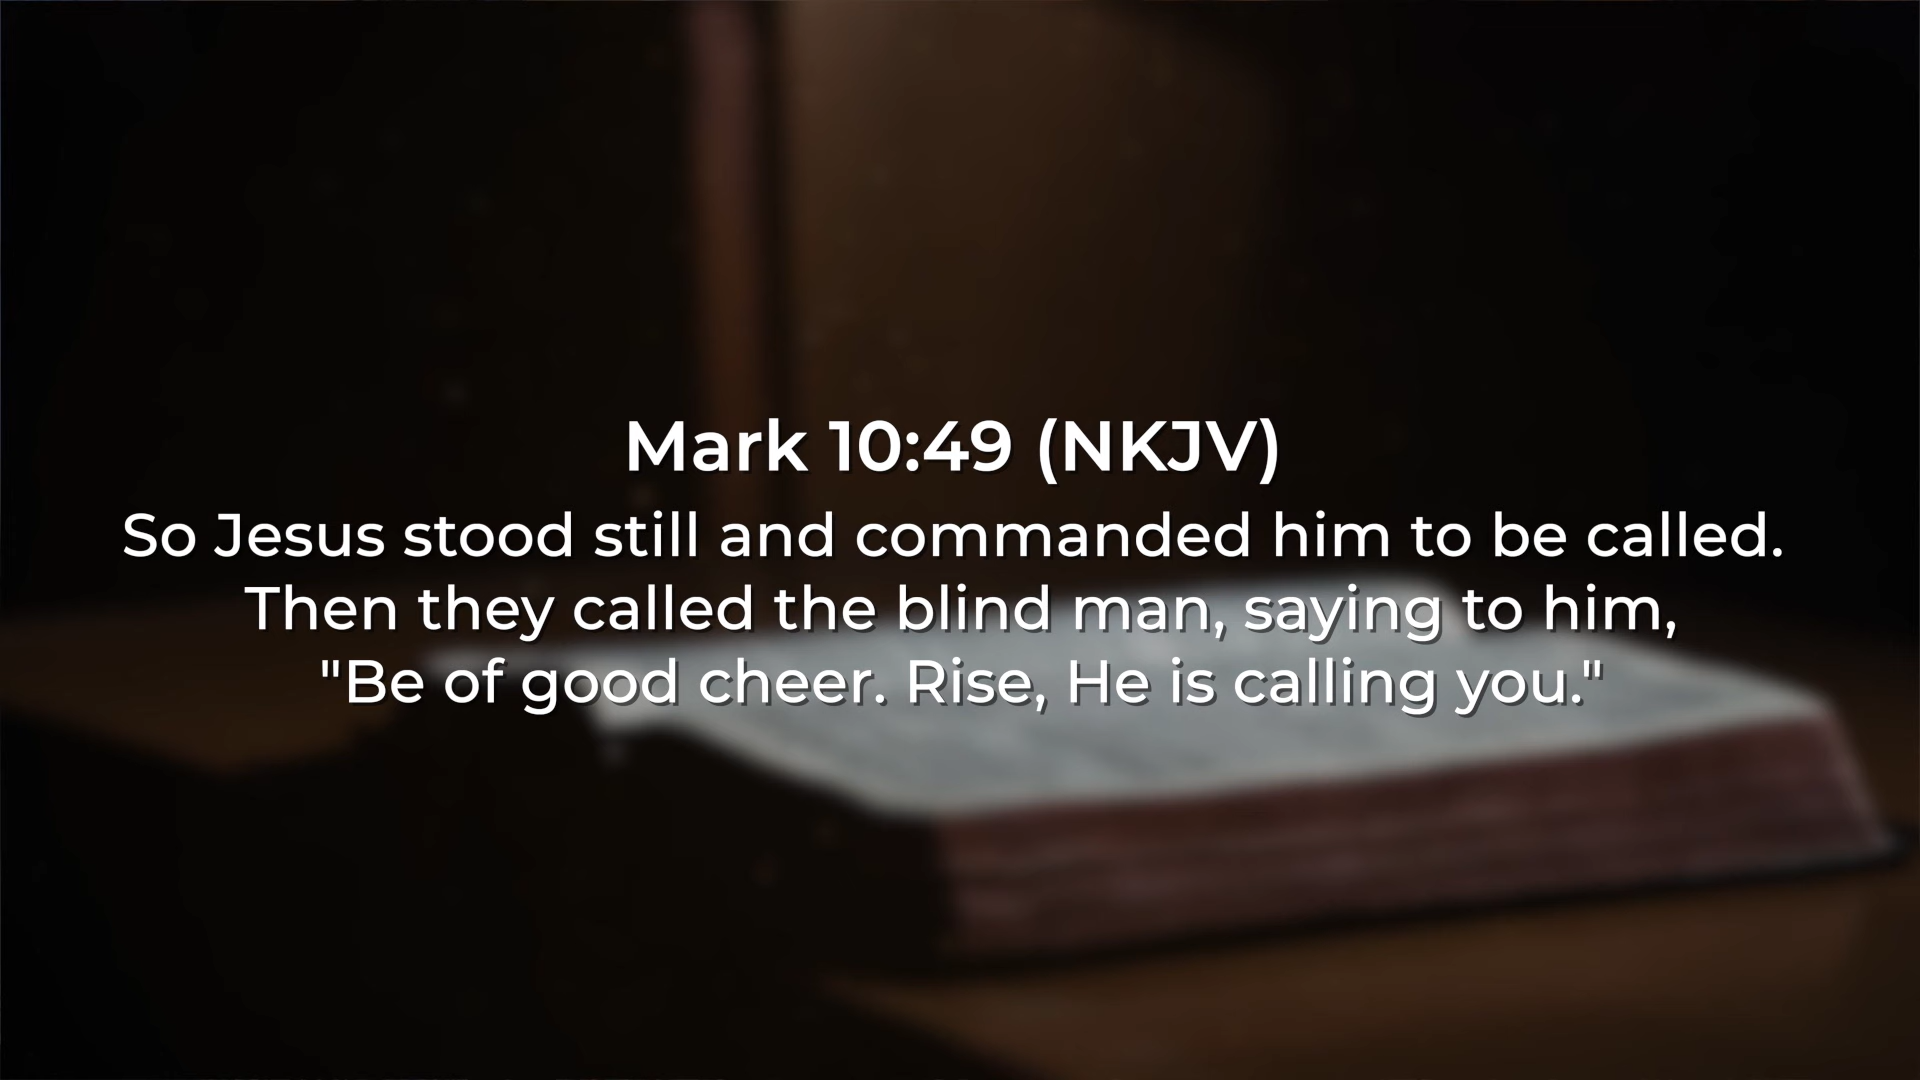 Mark 10:49 (NKJV)
So Jesus stood still and commanded him to be called.
Then they called the blind man, saying to him,
"Be of good cheer. Rise, He is calling you."